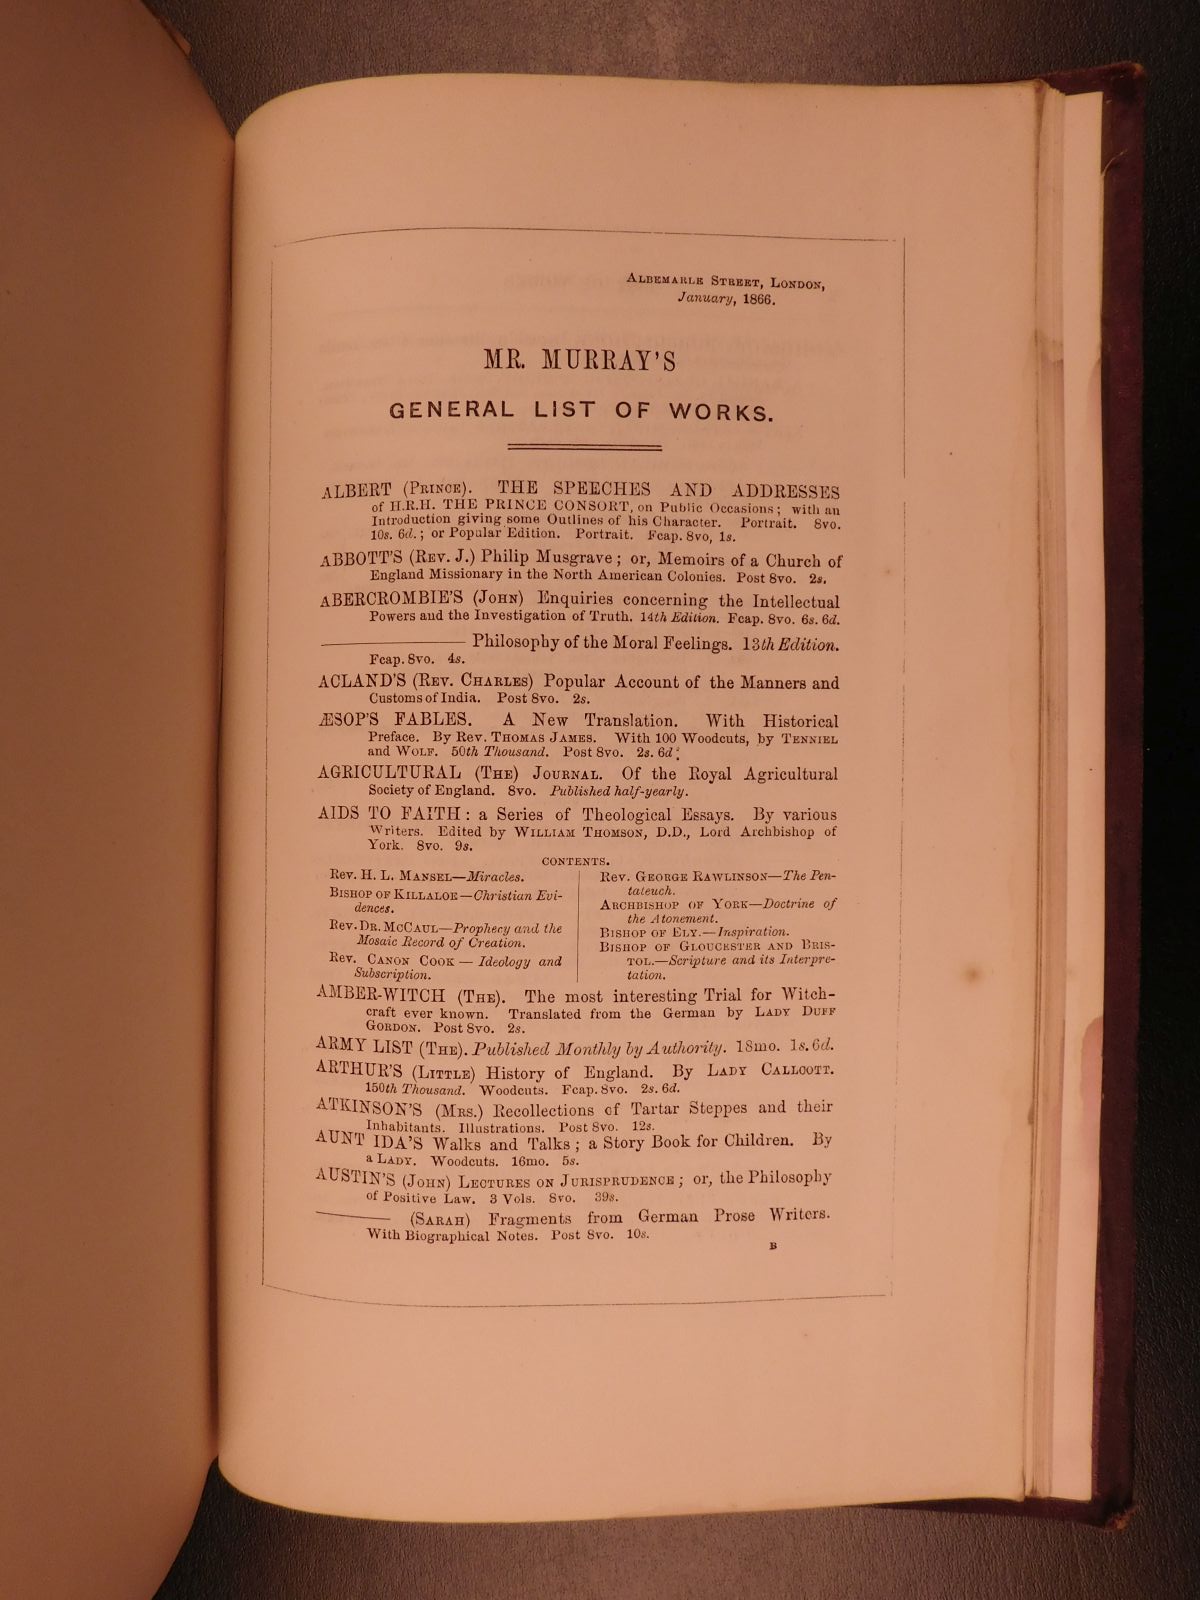 ALBEMARLE STREET, LONDON,
January, 1866.
MR. MURRAY'S
GENERAL LIST OF WORKS.
ALBERT (PRINCE). THE SPEECHES AND ADDRESSES
of H.R.H. THE PRINCE CONSORT, on Public Occasions; with an
Introduction giving some Outlines of his Character. Portrait. 8vo.
10s. 6d.; or Popular Edition. Portrait. Fcap. 8vo, 1s.
ABBOTT'S (REV. J.) Philip Musgrave; or, Memoirs of a Church of
England Missionary in the North American Colonies. Post 8vo. 2s.
ABERCROMBIE'S (JOHN) Enquiries concerning the Intellectual
Powers and the Investigation of Truth. 14th Edition. Fcap. 8vo. 6s. 6d.
——— Philosophy of the Moral Feelings. 13th Edition.
Fcap. 8vo. 4s.
ACLAND'S (REV. CHARLES) Popular Account of the Manners and
Customs of India. Post 8vo. 2s.
ÆSOP'S FABLES. A New Translation. With Historical
Preface. By Rev. THOMAS JAMES. With 100 Woodcuts, by TENNIEL
and WOLF. 50th Thousand. Post 8vo. 2s. 6d.
AGRICULTURAL (THE) JOURNAL. Of the Royal Agricultural
Society of England. 8vo. Published half-yearly.
AIDS TO FAITH: a Series of Theological Essays. By various
Writers. Edited by WILLIAM THOMSON, D.D., Lord Archbishop of
York. 8vo. 9s.
CONTENTS.
Rev. H. L. MANSEL—Miracles.
BISHOP OF KILLALOE—Christian Evi-
dences.
Rev. DR. MCCAUL—Prophecy and the
Mosaic Record of Creation.
Rev. CANON COOK—Ideology and
Subscription.
Rev. GEORGE RAWLINSON—The Pen-
tateuch.
ARCHBISHOP OF YORK—Doctrine of
the Atonement.
BISHOP OF ELY.—Inspiration.
BISHOP OF GLOUCESTER AND BRIS-
TOL.—Scripture and its Interpre-
tation.
AMBER-WITCH (THE). The most interesting Trial for Witch-
craft ever known. Translated from the German by LADY DUFF
GORDON. Post 8vo. 2s.
ARMY LIST (THE). Published Monthly by Authority. 18mo. 1s. 6d.
ARTHUR'S (LITTLE) History of England. By LADY CALLCOTT.
150th Thousand. Woodcuts. Fcap. 8vo. 2s. 6d.
ATKINSON'S (MRS.) Recollections of Tartar Steppes and their
Inhabitants. Illustrations. Post 8vo. 12s.
AUNT IDA'S Walks and Talks; a Story Book for Children. By
a LADY. Woodcuts. 16mo. 5s.
AUSTIN'S (JOHN) LECTURES ON JURISPRUDENCE; or, the Philosophy
of Positive Law. 3 Vols. 8vo. 39s.
——— (SARAH) Fragments from German Prose Writers.
With Biographical Notes. Post 8vo. 10s.
B